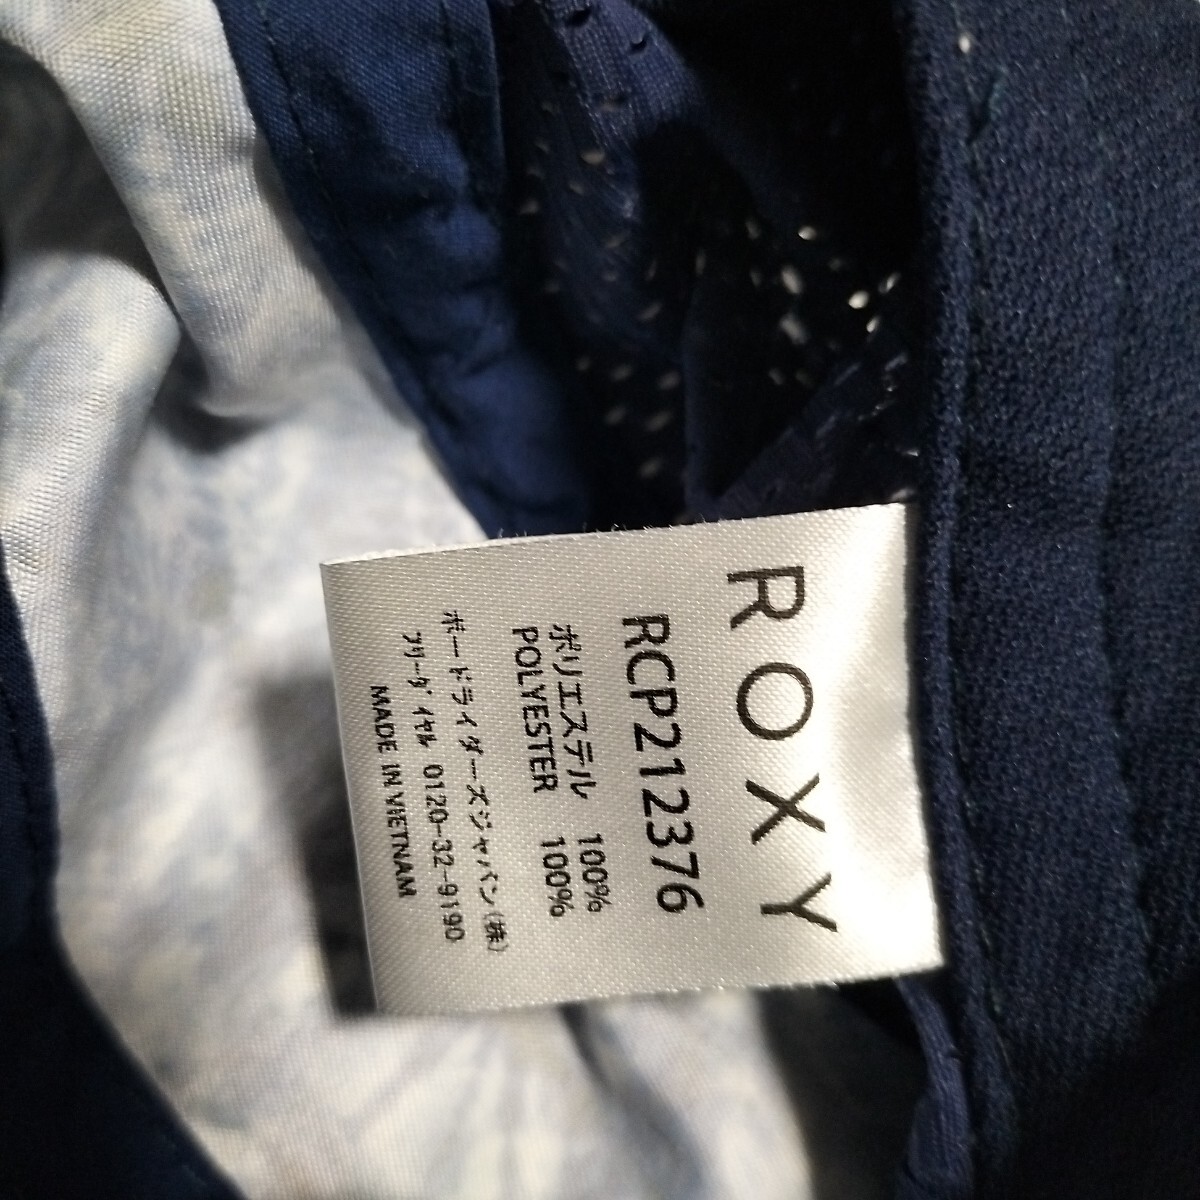 ROXY
RCP212376
ポリエステル 100%
POLYESTER 100%
ボードライダーズジャパン(株)
フリーダイヤル 0120-32-9190
MADE IN VIETNAM